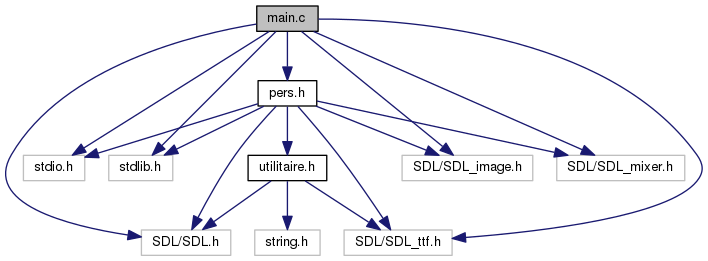 main.c
pers.h
stdio.h
stdlib.h
utilitaire.h
SDL/SDL_image.h
SDL/SDL_mixer.h
SDL/SDL.h
string.h
SDL/SDL_ttf.h